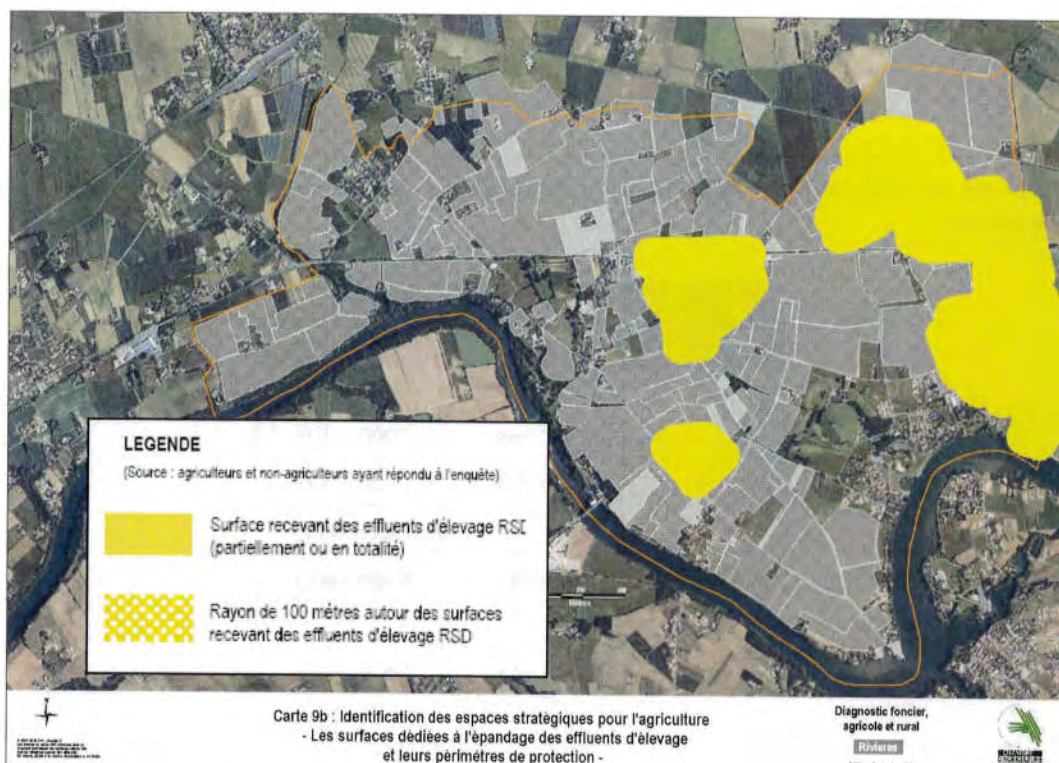 LEGENDE
(Source : agriculteurs et non-agriculteurs ayant répondu à l'enquête)
Surface recevant des effluents d'élevage RSD
(partiellement ou en totalité)
Rayon de 100 mètres autour des surfaces
recevant des effluents d'élevage RSD
Carte 9b : Identification des espaces stratégiques pour l'agriculture
- Les surfaces dédiées à l'épandage des effluents d'élevage
et leurs périmètres de protection -
Diagnostic foncier,
agricole et rural
Rivieres